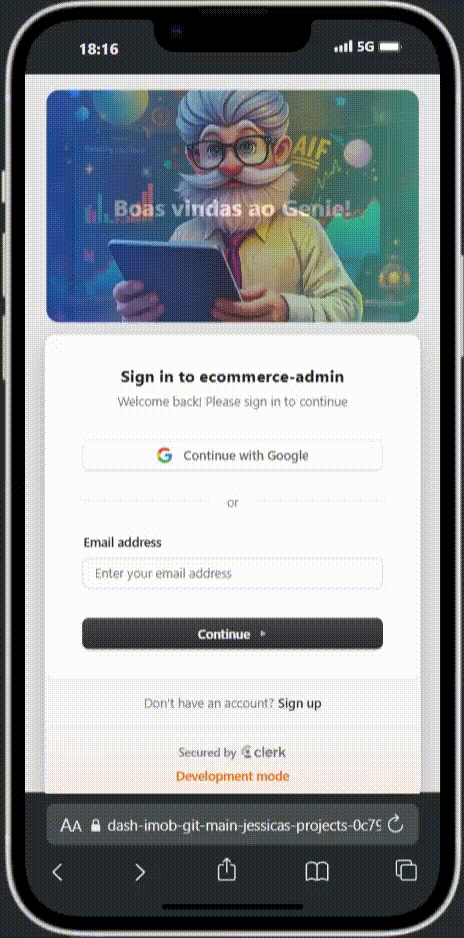 18:16
5G
AIF
Boas vindas ao Genie!
Sign in to ecommerce-admin
Welcome back! Please sign in to continue
Continue with Google
or
Email address
Enter your email address
Continue
Don't have an account? Sign up
Secured by clerk
Development mode
AA dash-imob-git-main-jessicas-projects-0c79